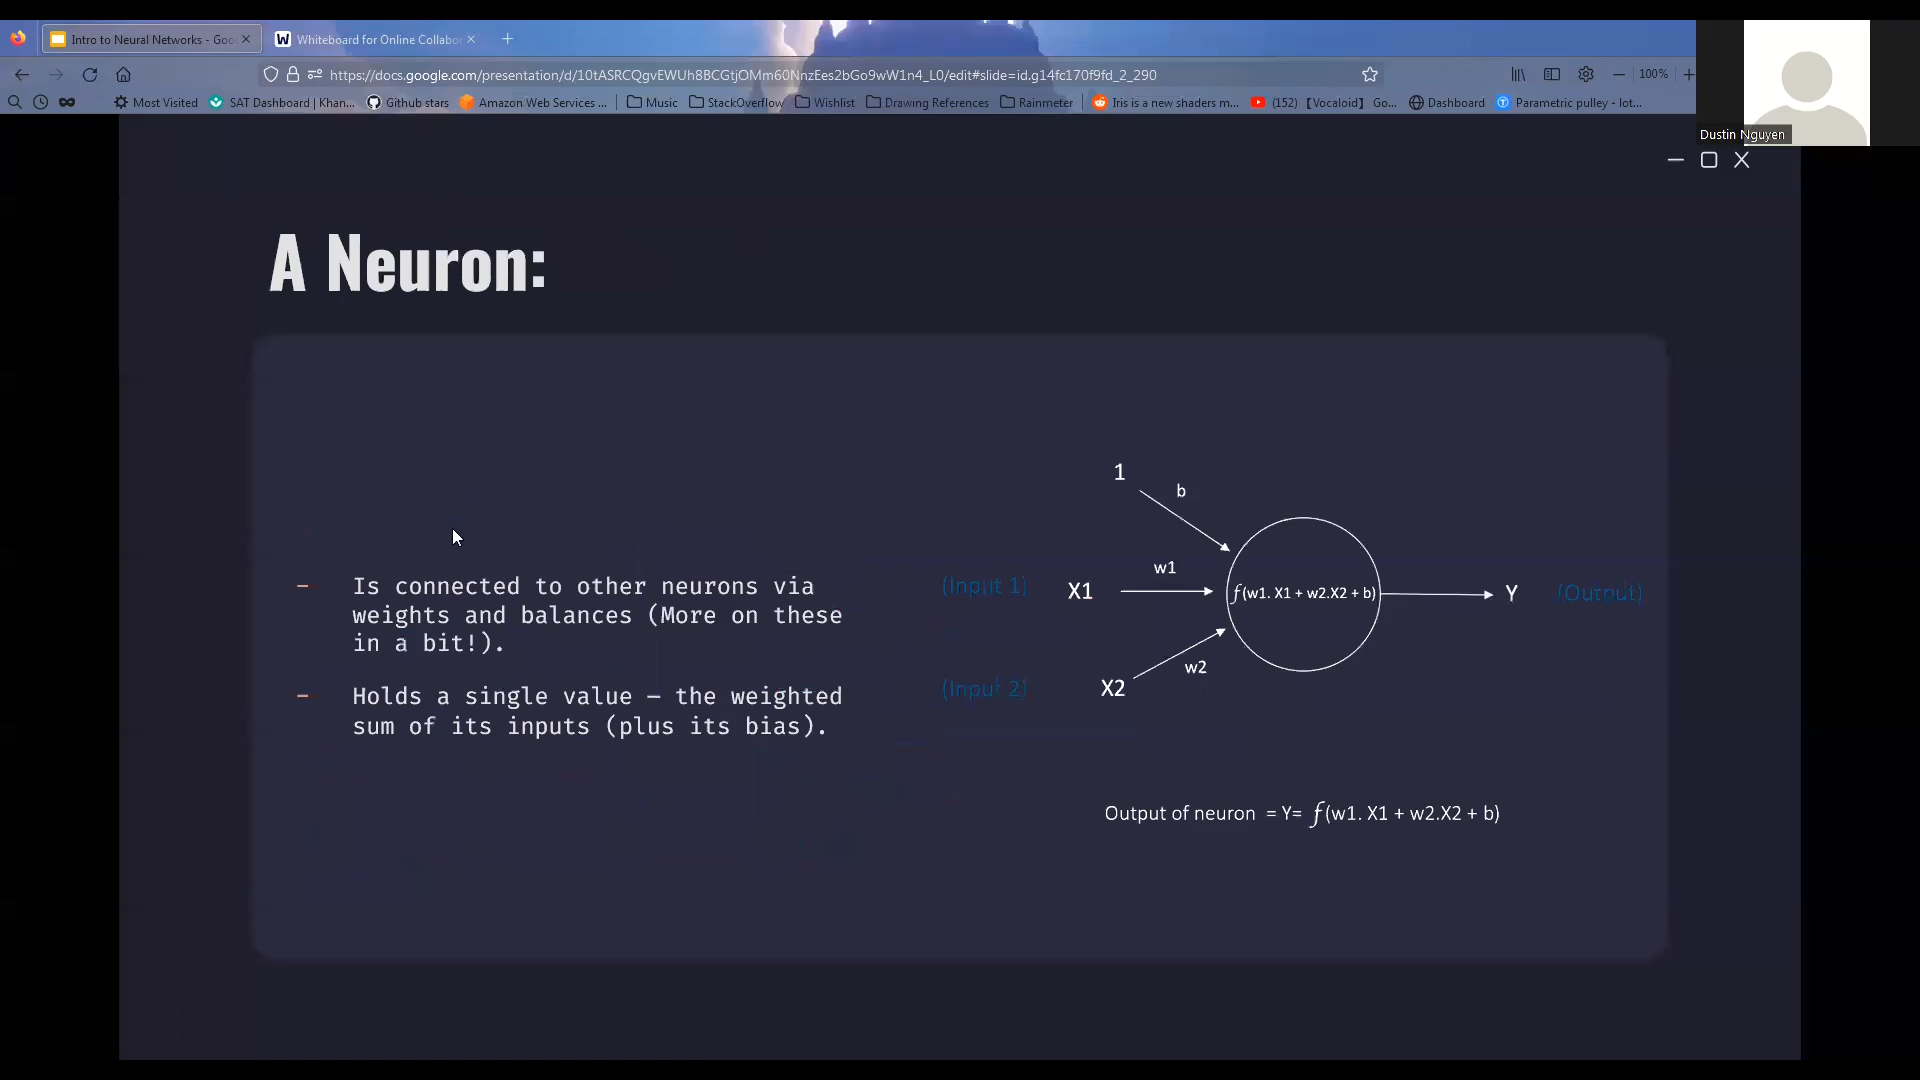 Intro to Neural Networks - Goo
Whiteboard for Online Collabor
https://docs.google.com/presentation/d/10tASRCQgvEWUh8BCGtjOMm60NnzEes2bGo9wW1n4_L0/edit#slide=id.g14fc170f9fd_2_290
100%
Most Visited
SAT Dashboard | Khan...
Github stars
Amazon Web Services ...
Music
StackOverflow
Wishlist
Drawing References
Rainmeter
Iris is a new shaders m...
(152) 【Vocaloid】 Go...
Dashboard
Parametric pulley - lot...
Dustin Nguyen
A Neuron:
– Is connected to other neurons via
weights and balances (More on these
in a bit!).
– Holds a single value – the weighted
sum of its inputs (plus its bias).
1
b
(Input 1)
X1
w1
f(w1. X1 + w2.X2 + b)
Y
(Output)
(Input 2)
X2
w2
Output of neuron = Y= f(w1. X1 + w2.X2 + b)